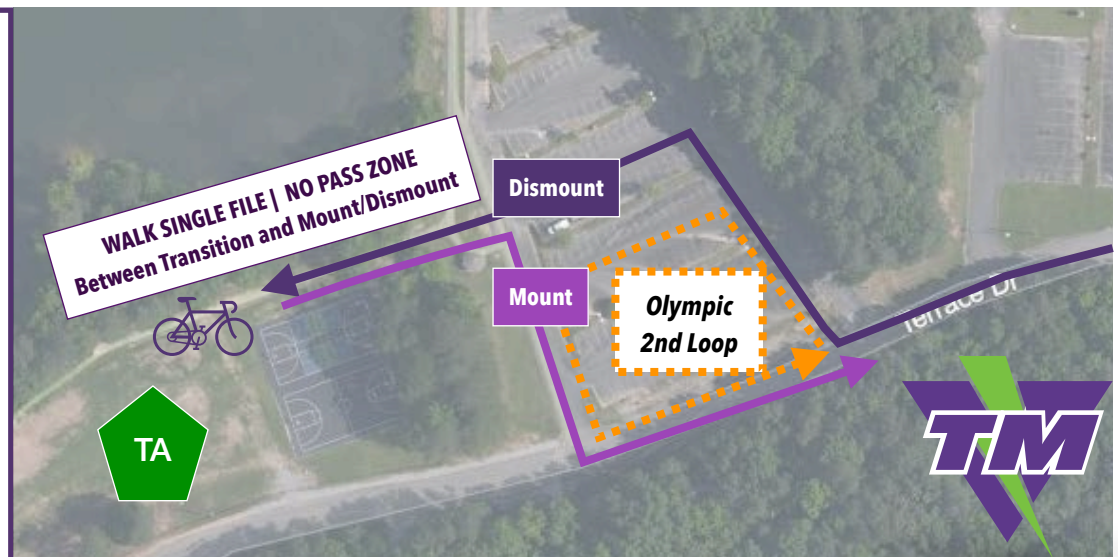 WALK SINGLE FILE | NO PASS ZONE
Between Transition and Mount/Dismount
Dismount
Mount
Olympic
2nd Loop
Terrace Dr
TA
TM